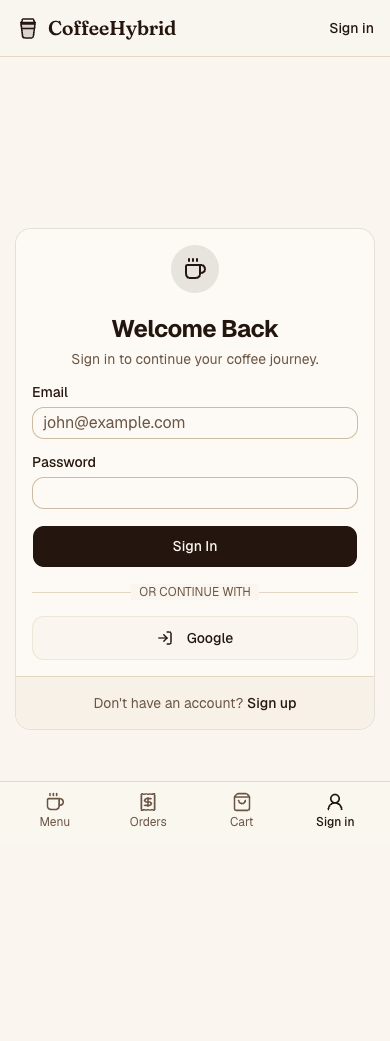 CoffeeHybrid
Sign in
Welcome Back
Sign in to continue your coffee journey.
Email
john@example.com
Password
Sign In
OR CONTINUE WITH
Google
Don't have an account? Sign up
Menu
Orders
Cart
Sign in